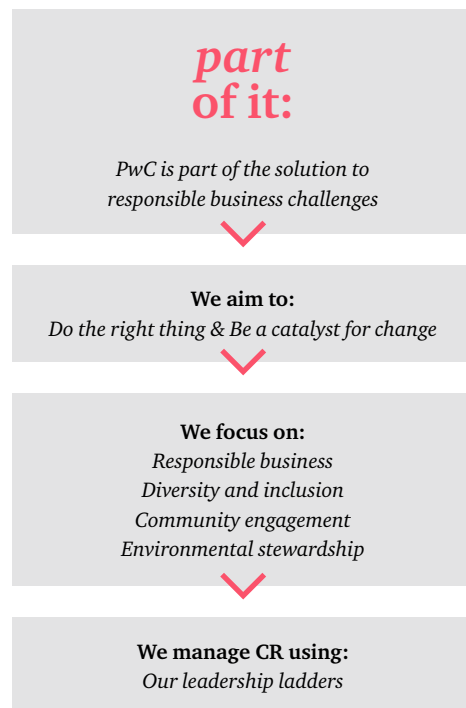 part
of it:
PwC is part of the solution to
responsible business challenges
We aim to:
Do the right thing & Be a catalyst for change
We focus on:
Responsible business
Diversity and inclusion
Community engagement
Environmental stewardship
We manage CR using:
Our leadership ladders